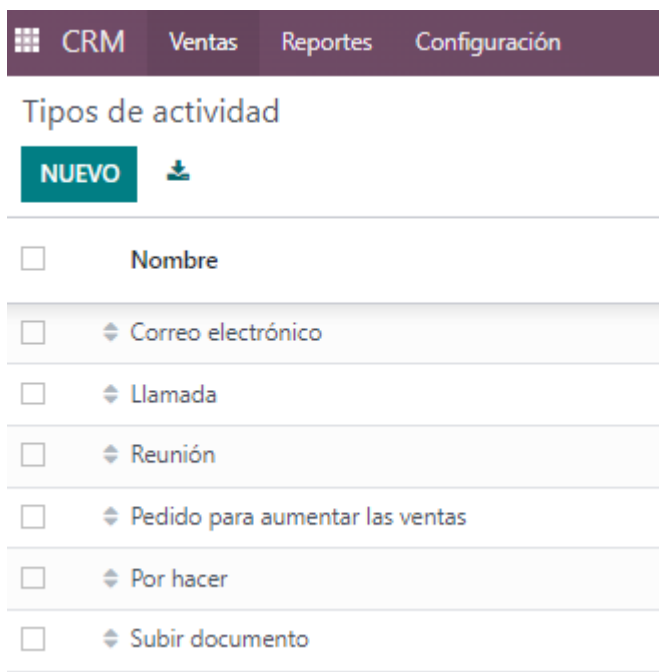 CRM Ventas Reportes Configuración
Tipos de actividad
NUEVO
Nombre
Correo electrónico
Llamada
Reunión
Pedido para aumentar las ventas
Por hacer
Subir documento